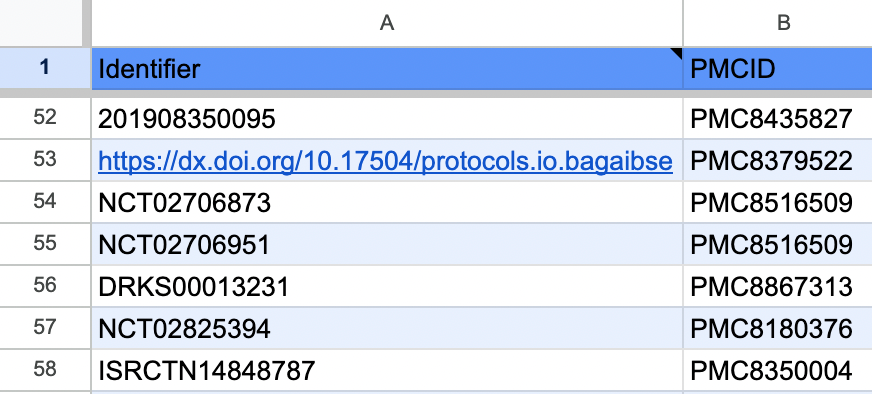 A B
1 Identifier PMCID
52 201908350095 PMC8435827
53 https://dx.doi.org/10.17504/protocols.io.bagaibse PMC8379522
54 NCT02706873 PMC8516509
55 NCT02706951 PMC8516509
56 DRKS00013231 PMC8867313
57 NCT02825394 PMC8180376
58 ISRCTN14848787 PMC8350004